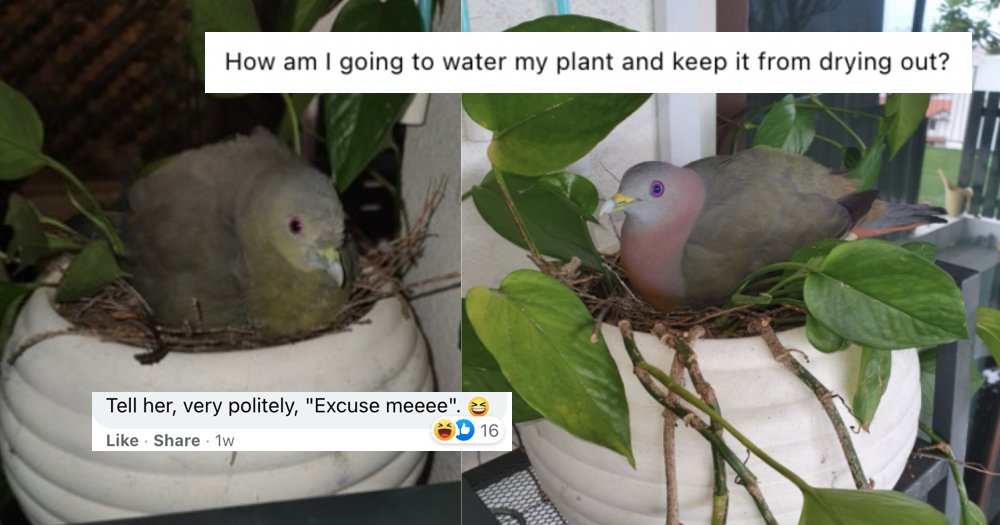 How am I going to water my plant and keep it from drying out?
Tell her, very politely, "Excuse meeee". 😆
Like · Share · 1w
16